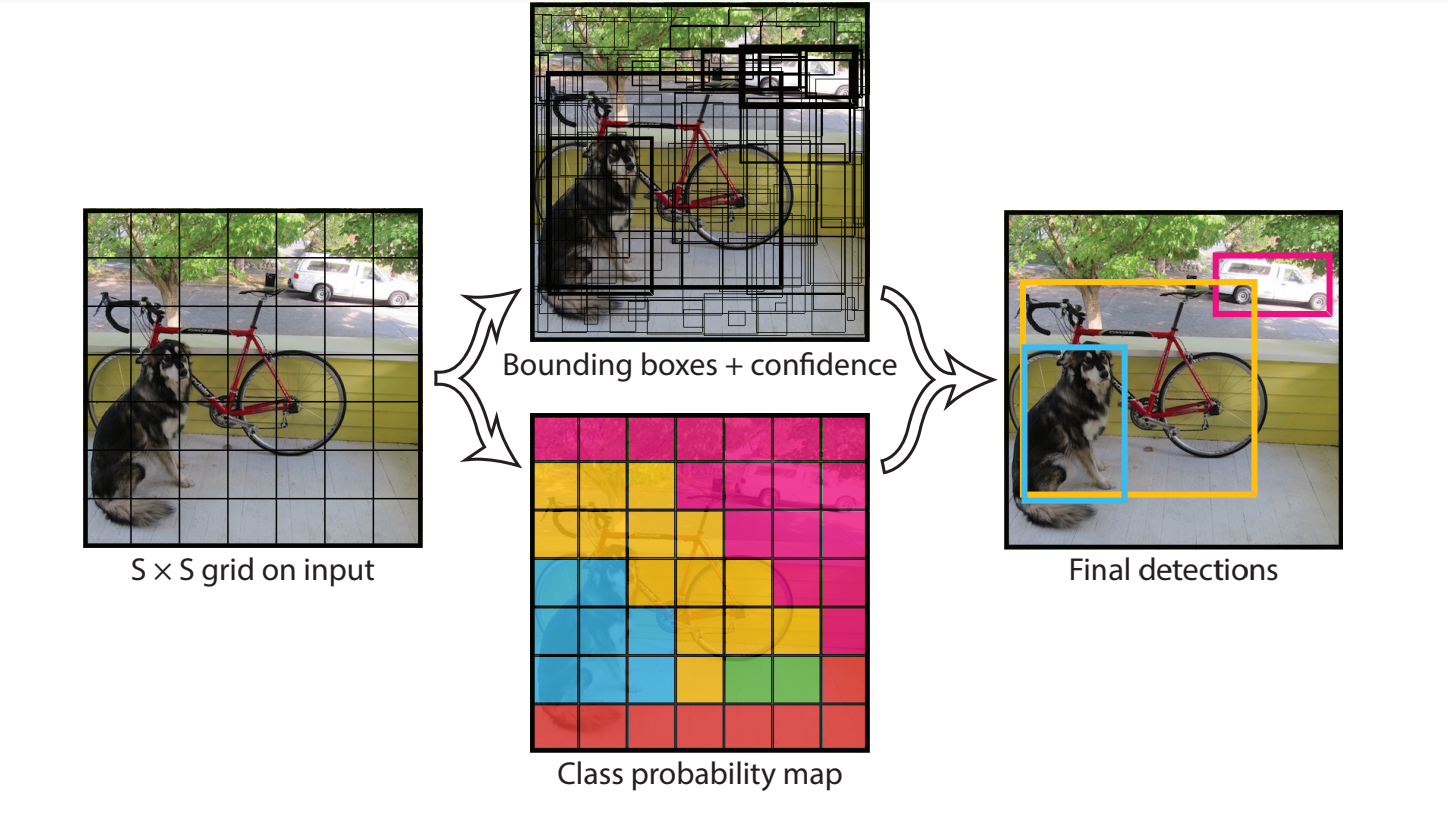 Bounding boxes + confidence
S × S grid on input
Final detections
Class probability map